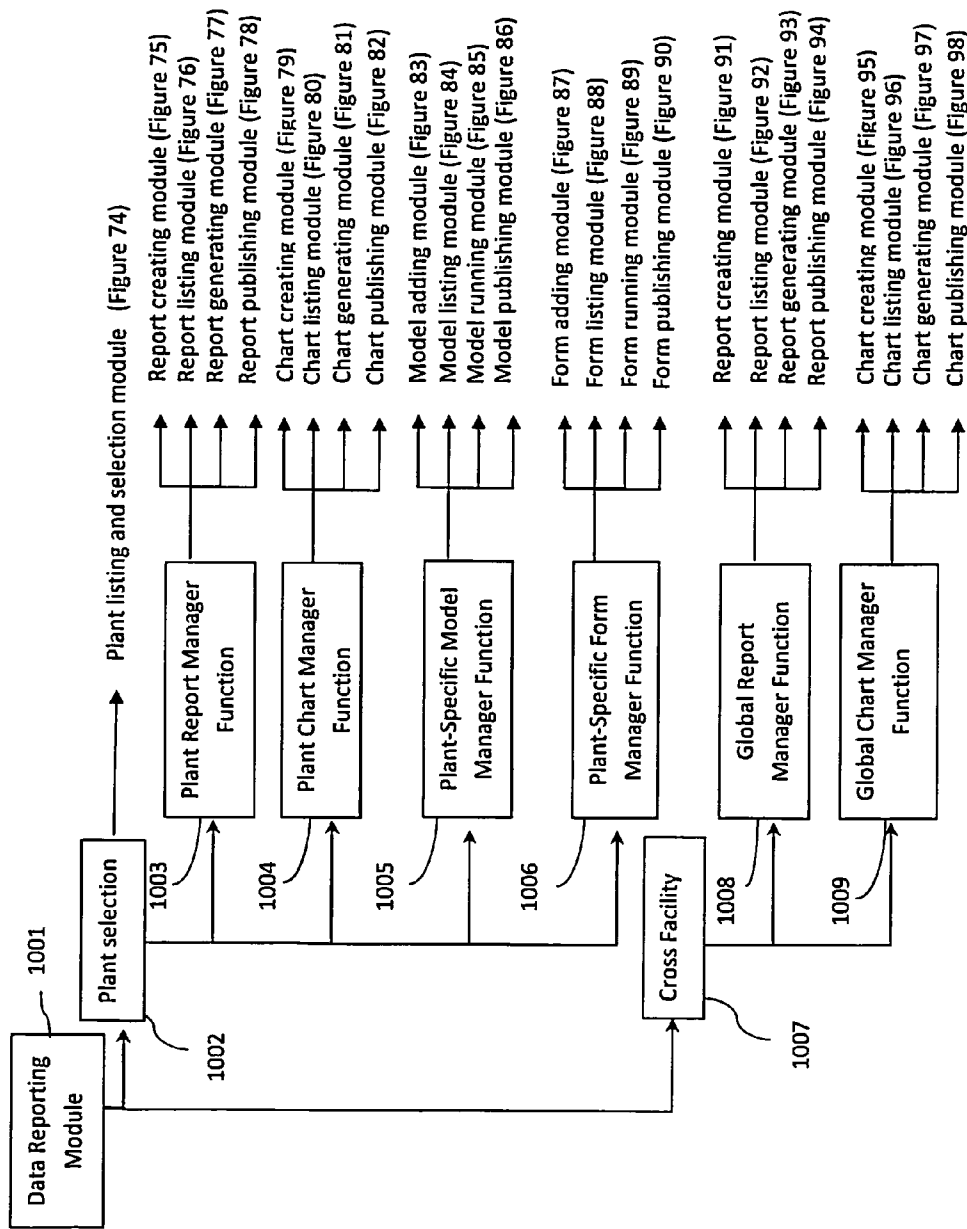 Data Reporting
Module
1001
Plant selection
1002
Plant listing and selection module (Figure 74)
1003
Plant Report Manager
Function
Report creating module (Figure 75)
Report listing module (Figure 76)
Report generating module (Figure 77)
Report publishing module (Figure 78)
1004
Plant Chart Manager
Function
Chart creating module (Figure 79)
Chart listing module (Figure 80)
Chart generating module (Figure 81)
Chart publishing module (Figure 82)
1005
Plant-Specific Model
Manager Function
Model adding module (Figure 83)
Model listing module (Figure 84)
Model running module (Figure 85)
Model publishing module (Figure 86)
1006
Plant-Specific Form
Manager Function
Form adding module (Figure 87)
Form listing module (Figure 88)
Form running module (Figure 89)
Form publishing module (Figure 90)
Cross Facility
1007
1008
Global Report
Manager Function
Report creating module (Figure 91)
Report listing module (Figure 92)
Report generating module (Figure 93)
Report publishing module (Figure 94)
1009
Global Chart Manager
Function
Chart creating module (Figure 95)
Chart listing module (Figure 96)
Chart generating module (Figure 97)
Chart publishing module (Figure 98)